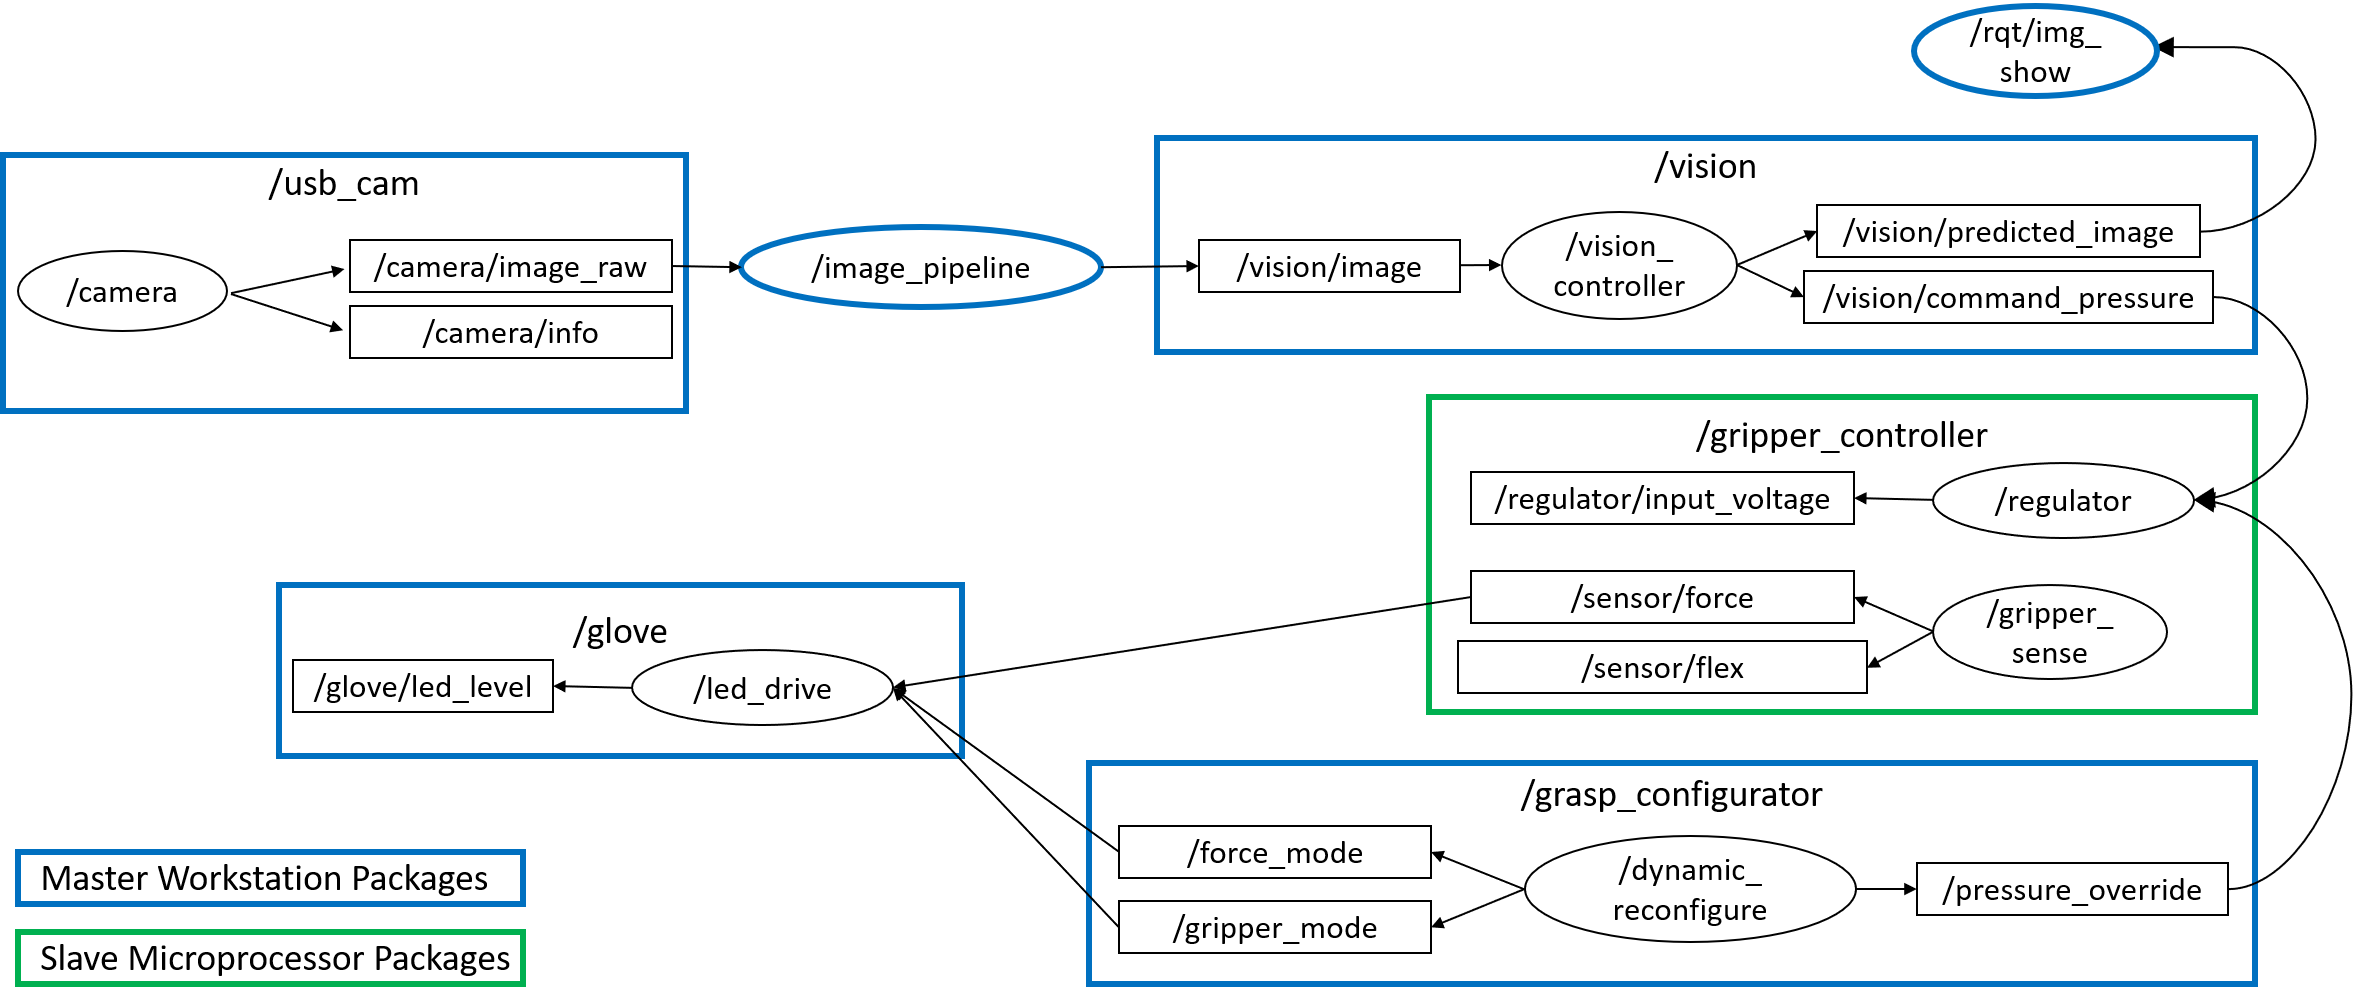 /rqt/img_
show
/usb_cam
/camera
/camera/image_raw
/camera/info
/image_pipeline
/vision
/vision/image
/vision_
controller
/vision/predicted_image
/vision/command_pressure
/gripper_controller
/regulator/input_voltage
/regulator
/sensor/force
/sensor/flex
/gripper_
sense
/glove
/glove/led_level
/led_drive
/grasp_configurator
/force_mode
/gripper_mode
/dynamic_
reconfigure
/pressure_override
Master Workstation Packages
Slave Microprocessor Packages